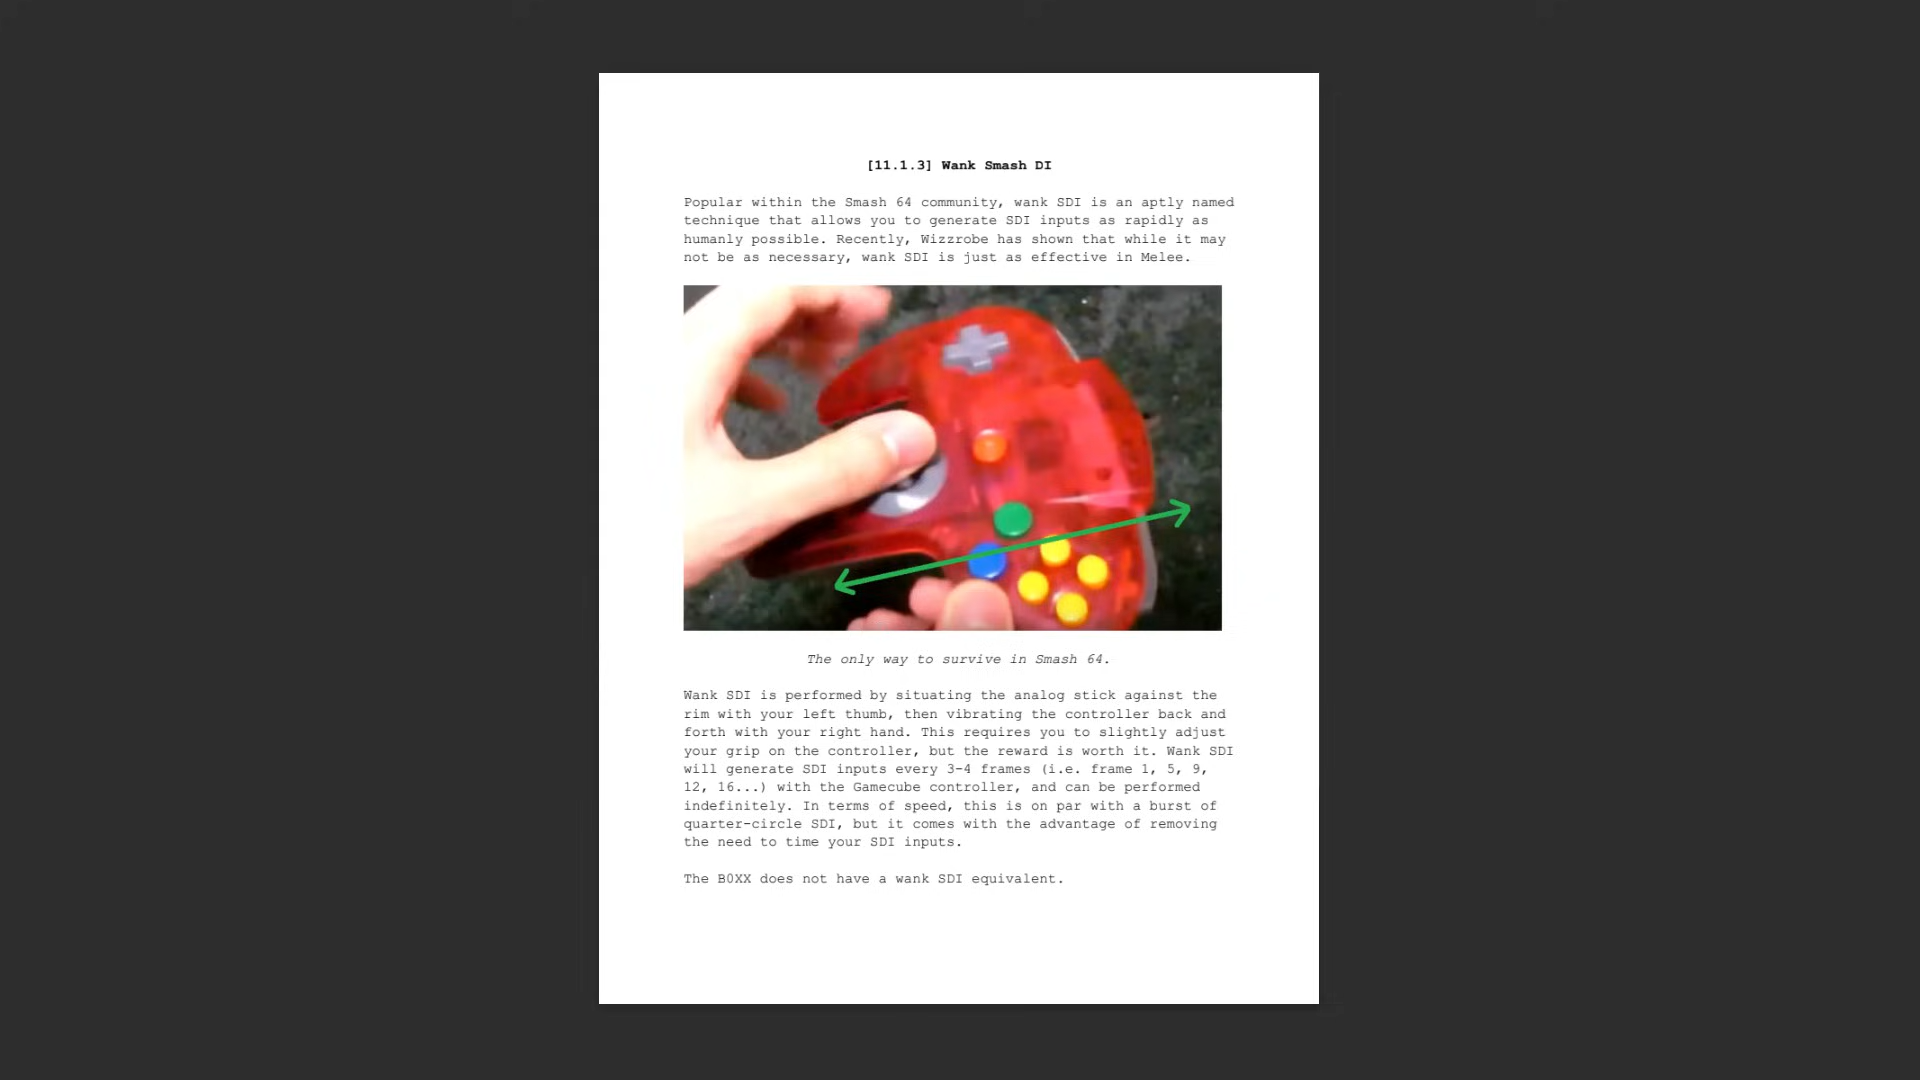 [11.1.3] Wank Smash DI
Popular within the Smash 64 community, wank SDI is an aptly named
technique that allows you to generate SDI inputs as rapidly as
humanly possible. Recently, Wizzrobe has shown that while it may
not be as necessary, wank SDI is just as effective in Melee.
The only way to survive in Smash 64.
Wank SDI is performed by situating the analog stick against the
rim with your left thumb, then vibrating the controller back and
forth with your right hand. This requires you to slightly adjust
your grip on the controller, but the reward is worth it. Wank SDI
will generate SDI inputs every 3-4 frames (i.e. frame 1, 5, 9,
12, 16...) with the Gamecube controller, and can be performed
indefinitely. In terms of speed, this is on par with a burst of
quarter-circle SDI, but it comes with the advantage of removing
the need to time your SDI inputs.
The B0XX does not have a wank SDI equivalent.